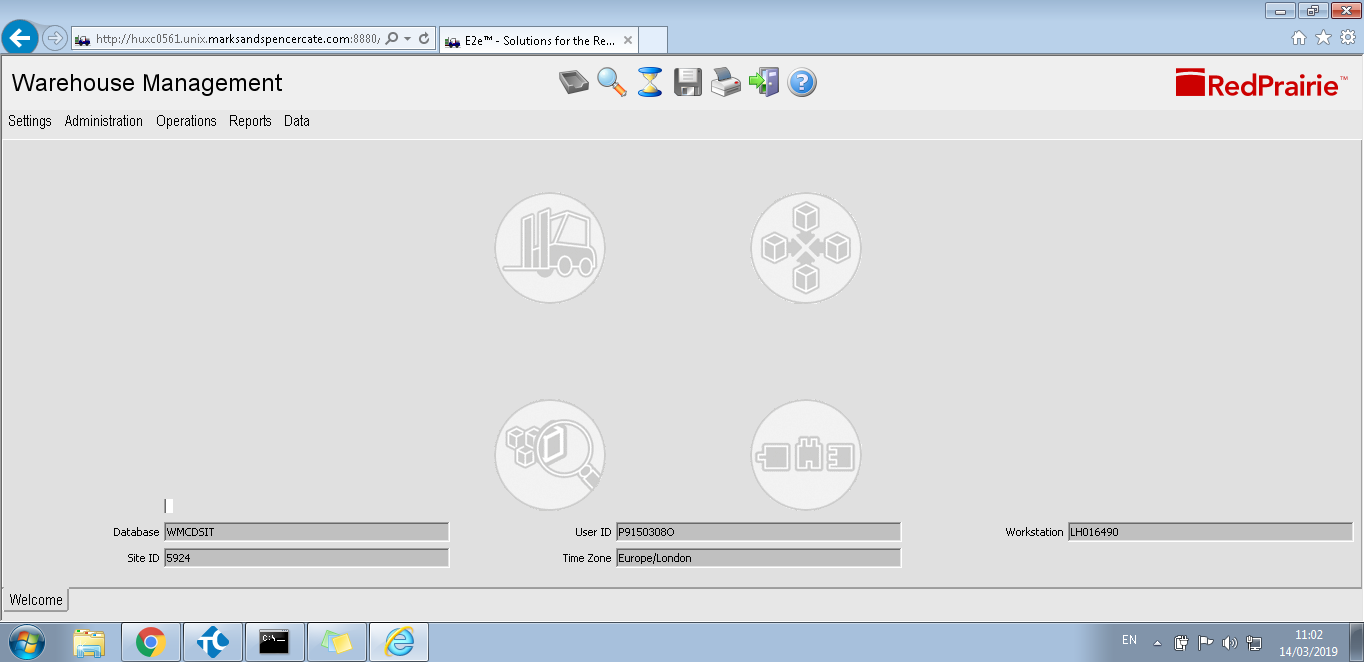 http://huxc0561.unix.marksandspencercate.com:8880/
E2e™ - Solutions for the Re...
Warehouse Management
RedPrairie™
Settings Administration Operations Reports Data
Database WMCDSIT User ID P9150308O Workstation LH016490
Site ID 5924 Time Zone Europe/London
Welcome
C:\_
EN
11:02
14/03/2019